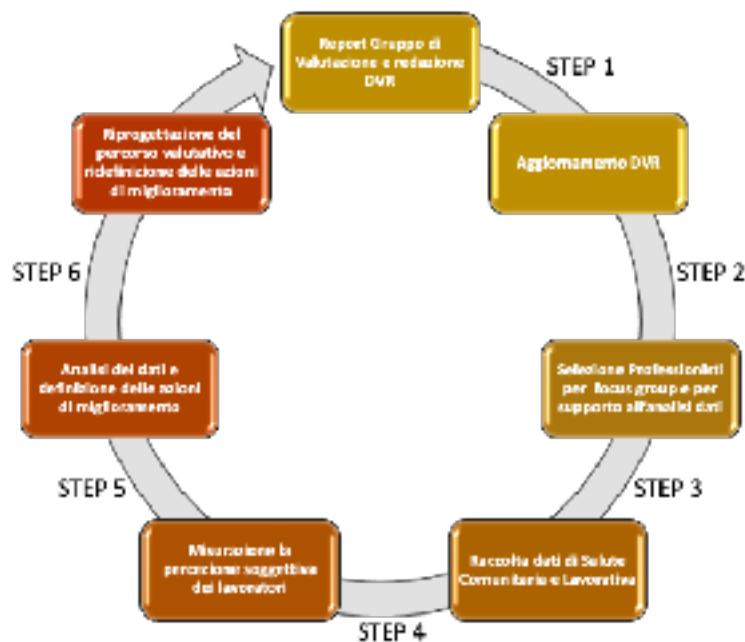 Report Gruppo di
Valutazione e redazione
DVR
STEP 1
Aggiornamento DVR
STEP 2
Selezione Professionisti
per focus group e per
supporto all'analisi dati
STEP 3
Raccolta dati di Salute
Comunitaria e Lavorativa
STEP 4
Misurazione la
percezione soggettiva
dei lavoratori
STEP 5
Analisi dei dati e
definizione delle azioni
di miglioramento
STEP 6
Riprogettazione del
percorso valutativo e
ridefinizione delle azioni
di miglioramento